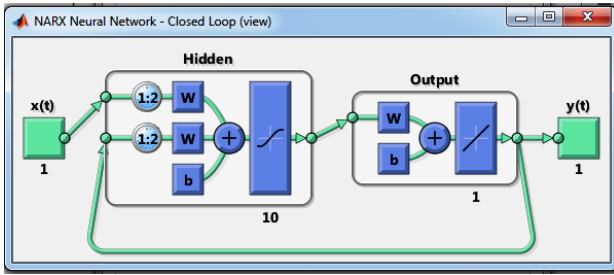 NARX Neural Network - Closed Loop (view)
Hidden
Output
x(t)
1
1:2
W
1:2
W
b
+
10
W
b
+
1
y(t)
1